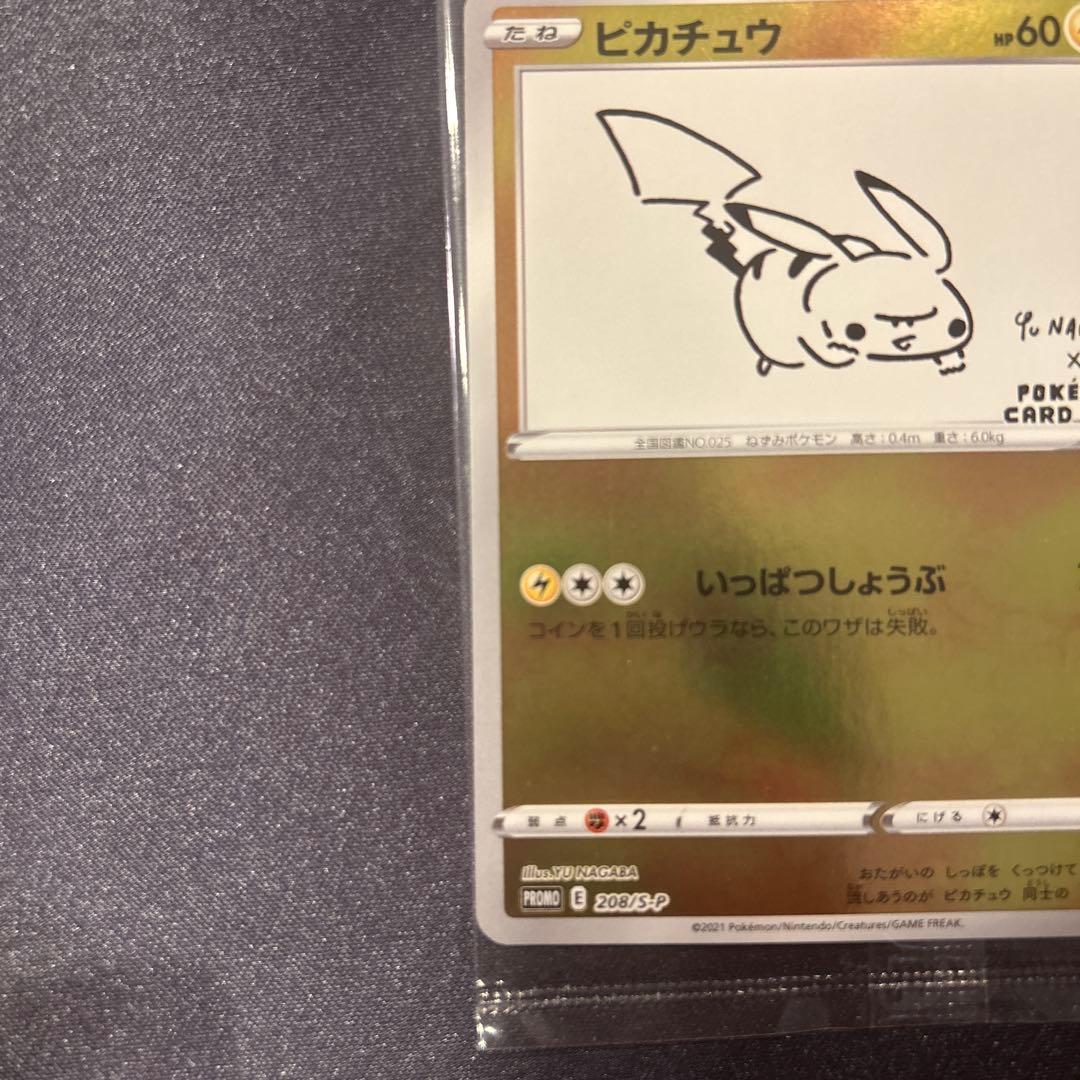 たね ピカチュウ HP60
Yu NA
×
POKÉ
CARD
全国図鑑NO.025 ねずみポケモン 高さ:0.4m 重さ:6.0kg
いっぱつしょうぶ
コインを1回投げウラなら、このワザは失敗。
弱点 ×2 抵抗力 にげる
おたがいの しっぽを くっつけて
Illus.YU NAGABA
流しあうのが ピカチュウ 同士の
PROMO E 208/S-P
©2021 Pokémon/Nintendo/Creatures/GAME FREAK.